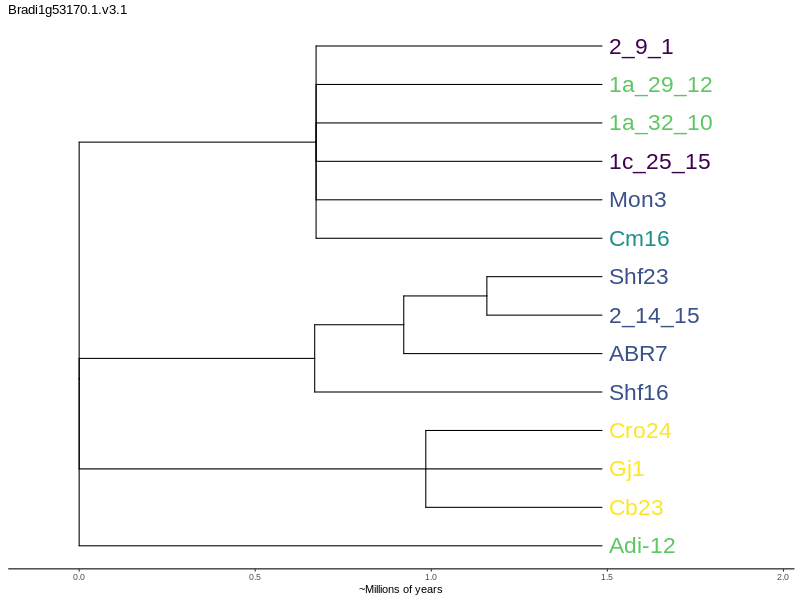 Bradi1g53170.1.v3.1
2_9_1
1a_29_12
1a_32_10
1c_25_15
Mon3
Cm16
Shf23
2_14_15
ABR7
Shf16
Cro24
Gj1
Cb23
Adi-12
0.0 0.5 1.0 1.5 2.0
~Millions of years